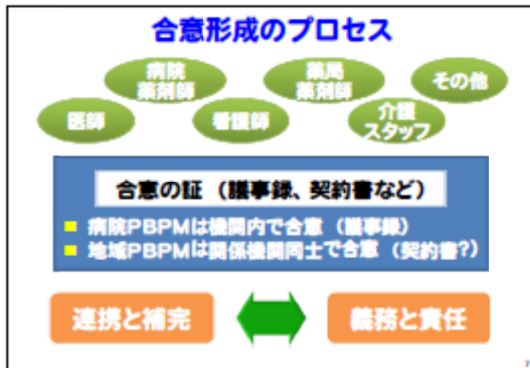 合意形成のプロセス
病院
薬剤師
薬局
薬剤師
その他
医師
看護師
介護
スタッフ
合意の証（議事録、契約書など）
病院PBPMは機関内で合意（議事録）
地域PBPMは関係機関同士で合意（契約書？）
連携と補完
義務と責任